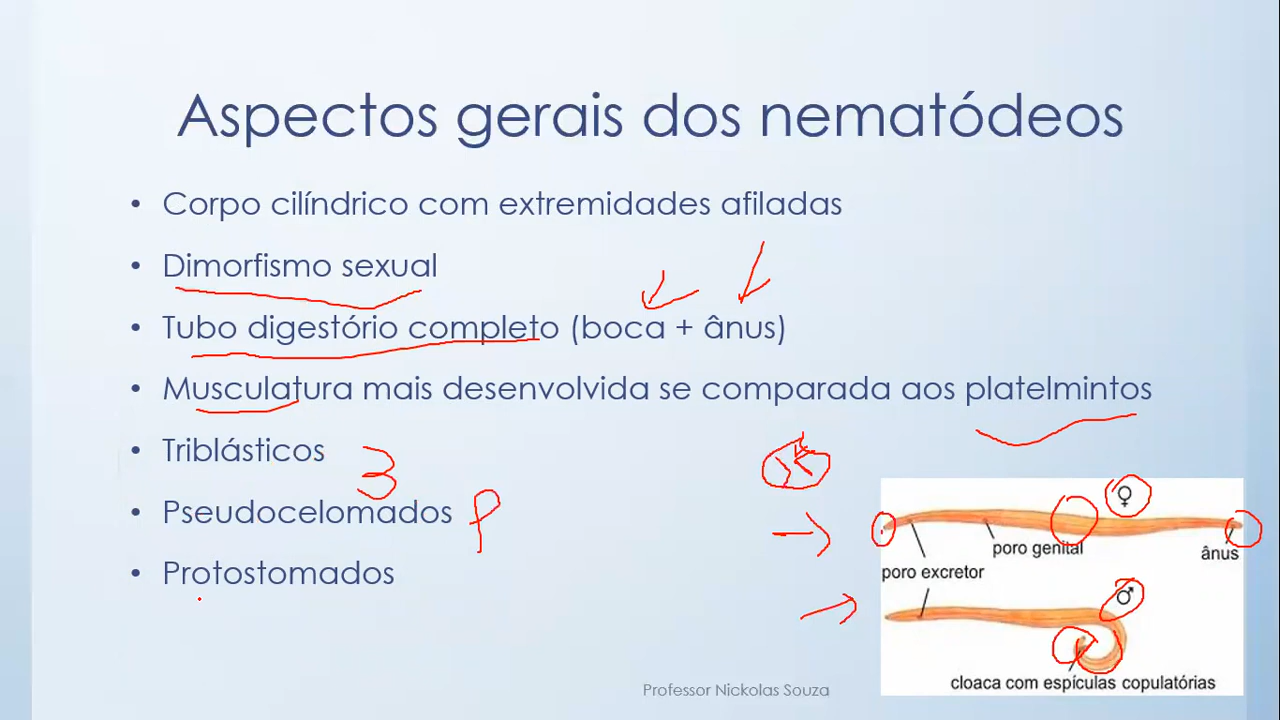 Aspectos gerais dos nematódeos
• Corpo cilíndrico com extremidades afiladas
• Dimorfismo sexual
• Tubo digestório completo (boca + ânus)
• Musculatura mais desenvolvida se comparada aos platelmintos
• Triblásticos 3
• Pseudocelomados P
• Protostomados
♀
poro genital
ânus
poro excretor
♂
cloaca com espículas copulatórias
Professor Nickolas Souza